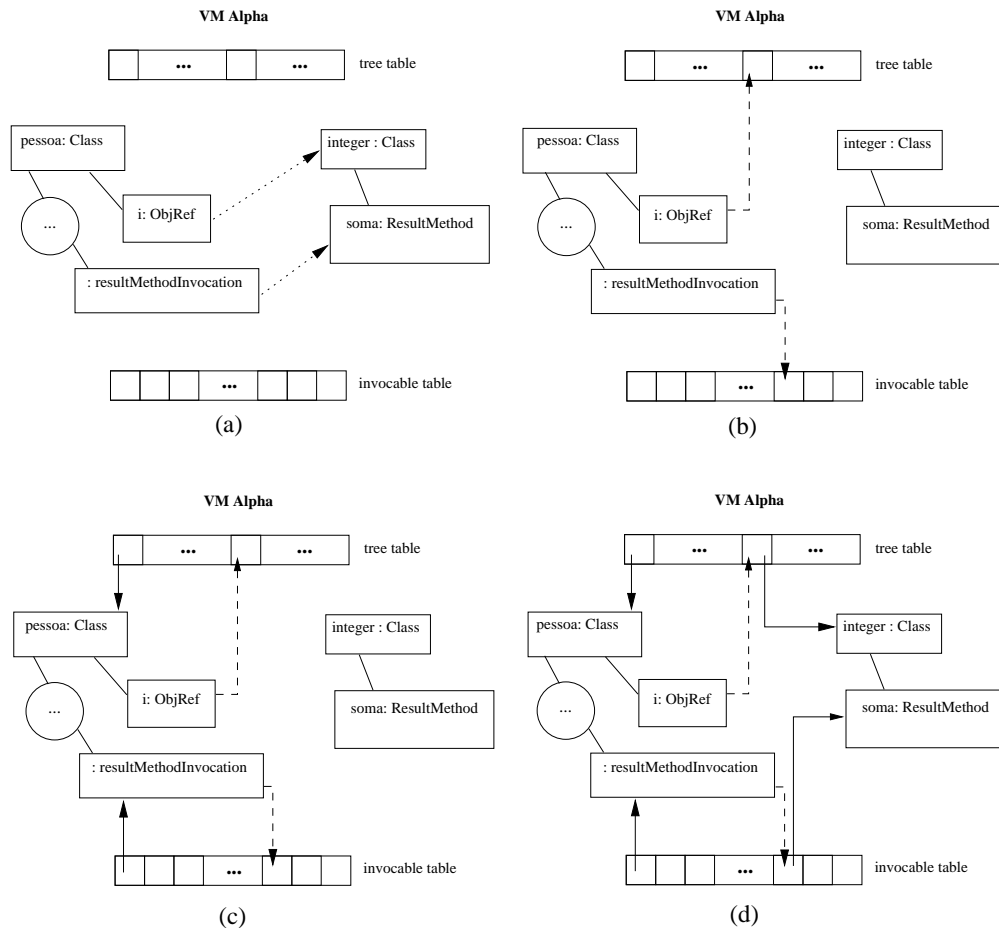 VM Alpha
... ...
tree table
pessoa: Class
integer : Class
i: ObjRef
...
soma: ResultMethod
: resultMethodInvocation
...
invocable table
(a)
VM Alpha
... ...
tree table
pessoa: Class
integer : Class
i: ObjRef
...
soma: ResultMethod
: resultMethodInvocation
...
invocable table
(b)
VM Alpha
... ...
tree table
pessoa: Class
integer : Class
i: ObjRef
...
soma: ResultMethod
: resultMethodInvocation
...
invocable table
(c)
VM Alpha
... ...
tree table
pessoa: Class
integer : Class
i: ObjRef
...
soma: ResultMethod
: resultMethodInvocation
...
invocable table
(d)